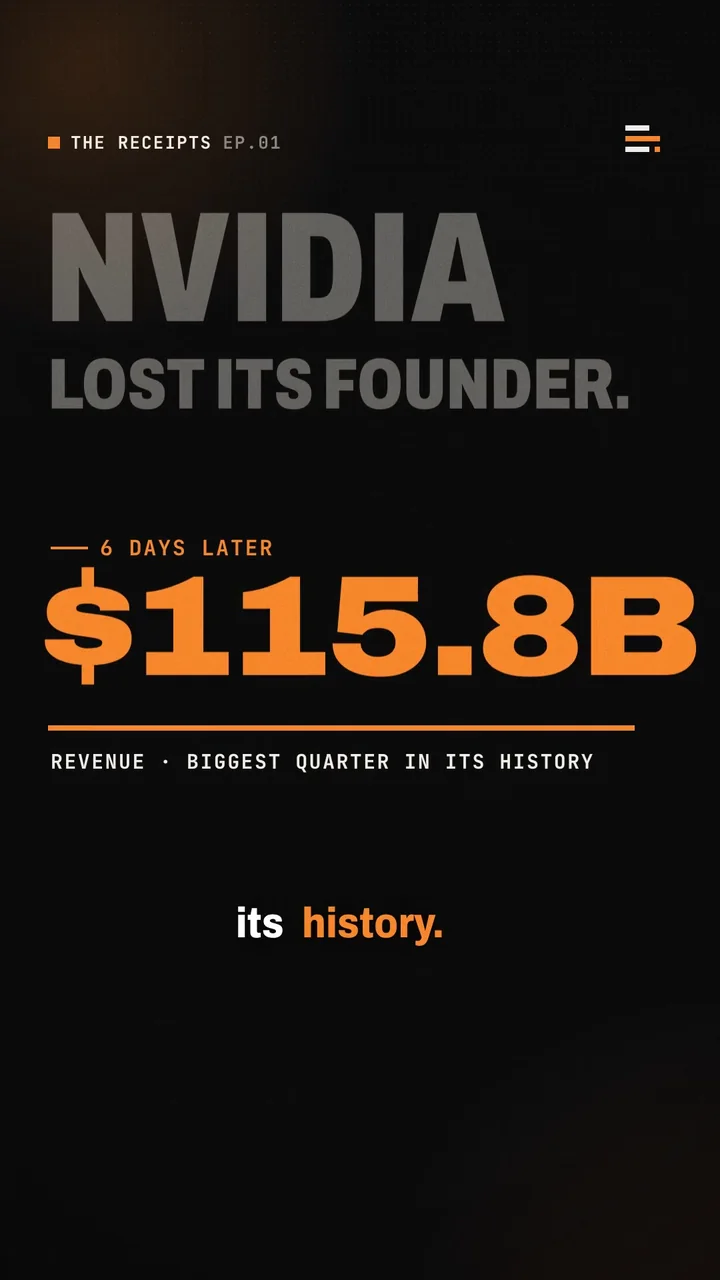 THE RECEIPTS EP.01
NVIDIA
LOST ITS FOUNDER.
6 DAYS LATER
$115.8B
REVENUE · BIGGEST QUARTER IN ITS HISTORY
its history.